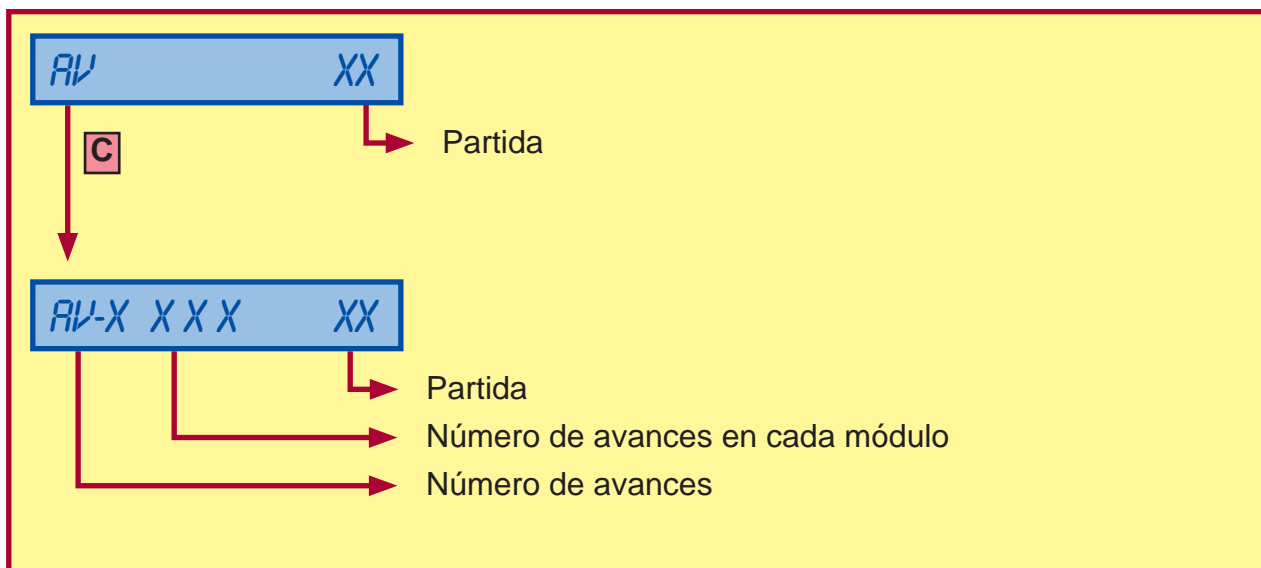 AV XX
Partida
C
AV-X X X X XX
Partida
Número de avances en cada módulo
Número de avances